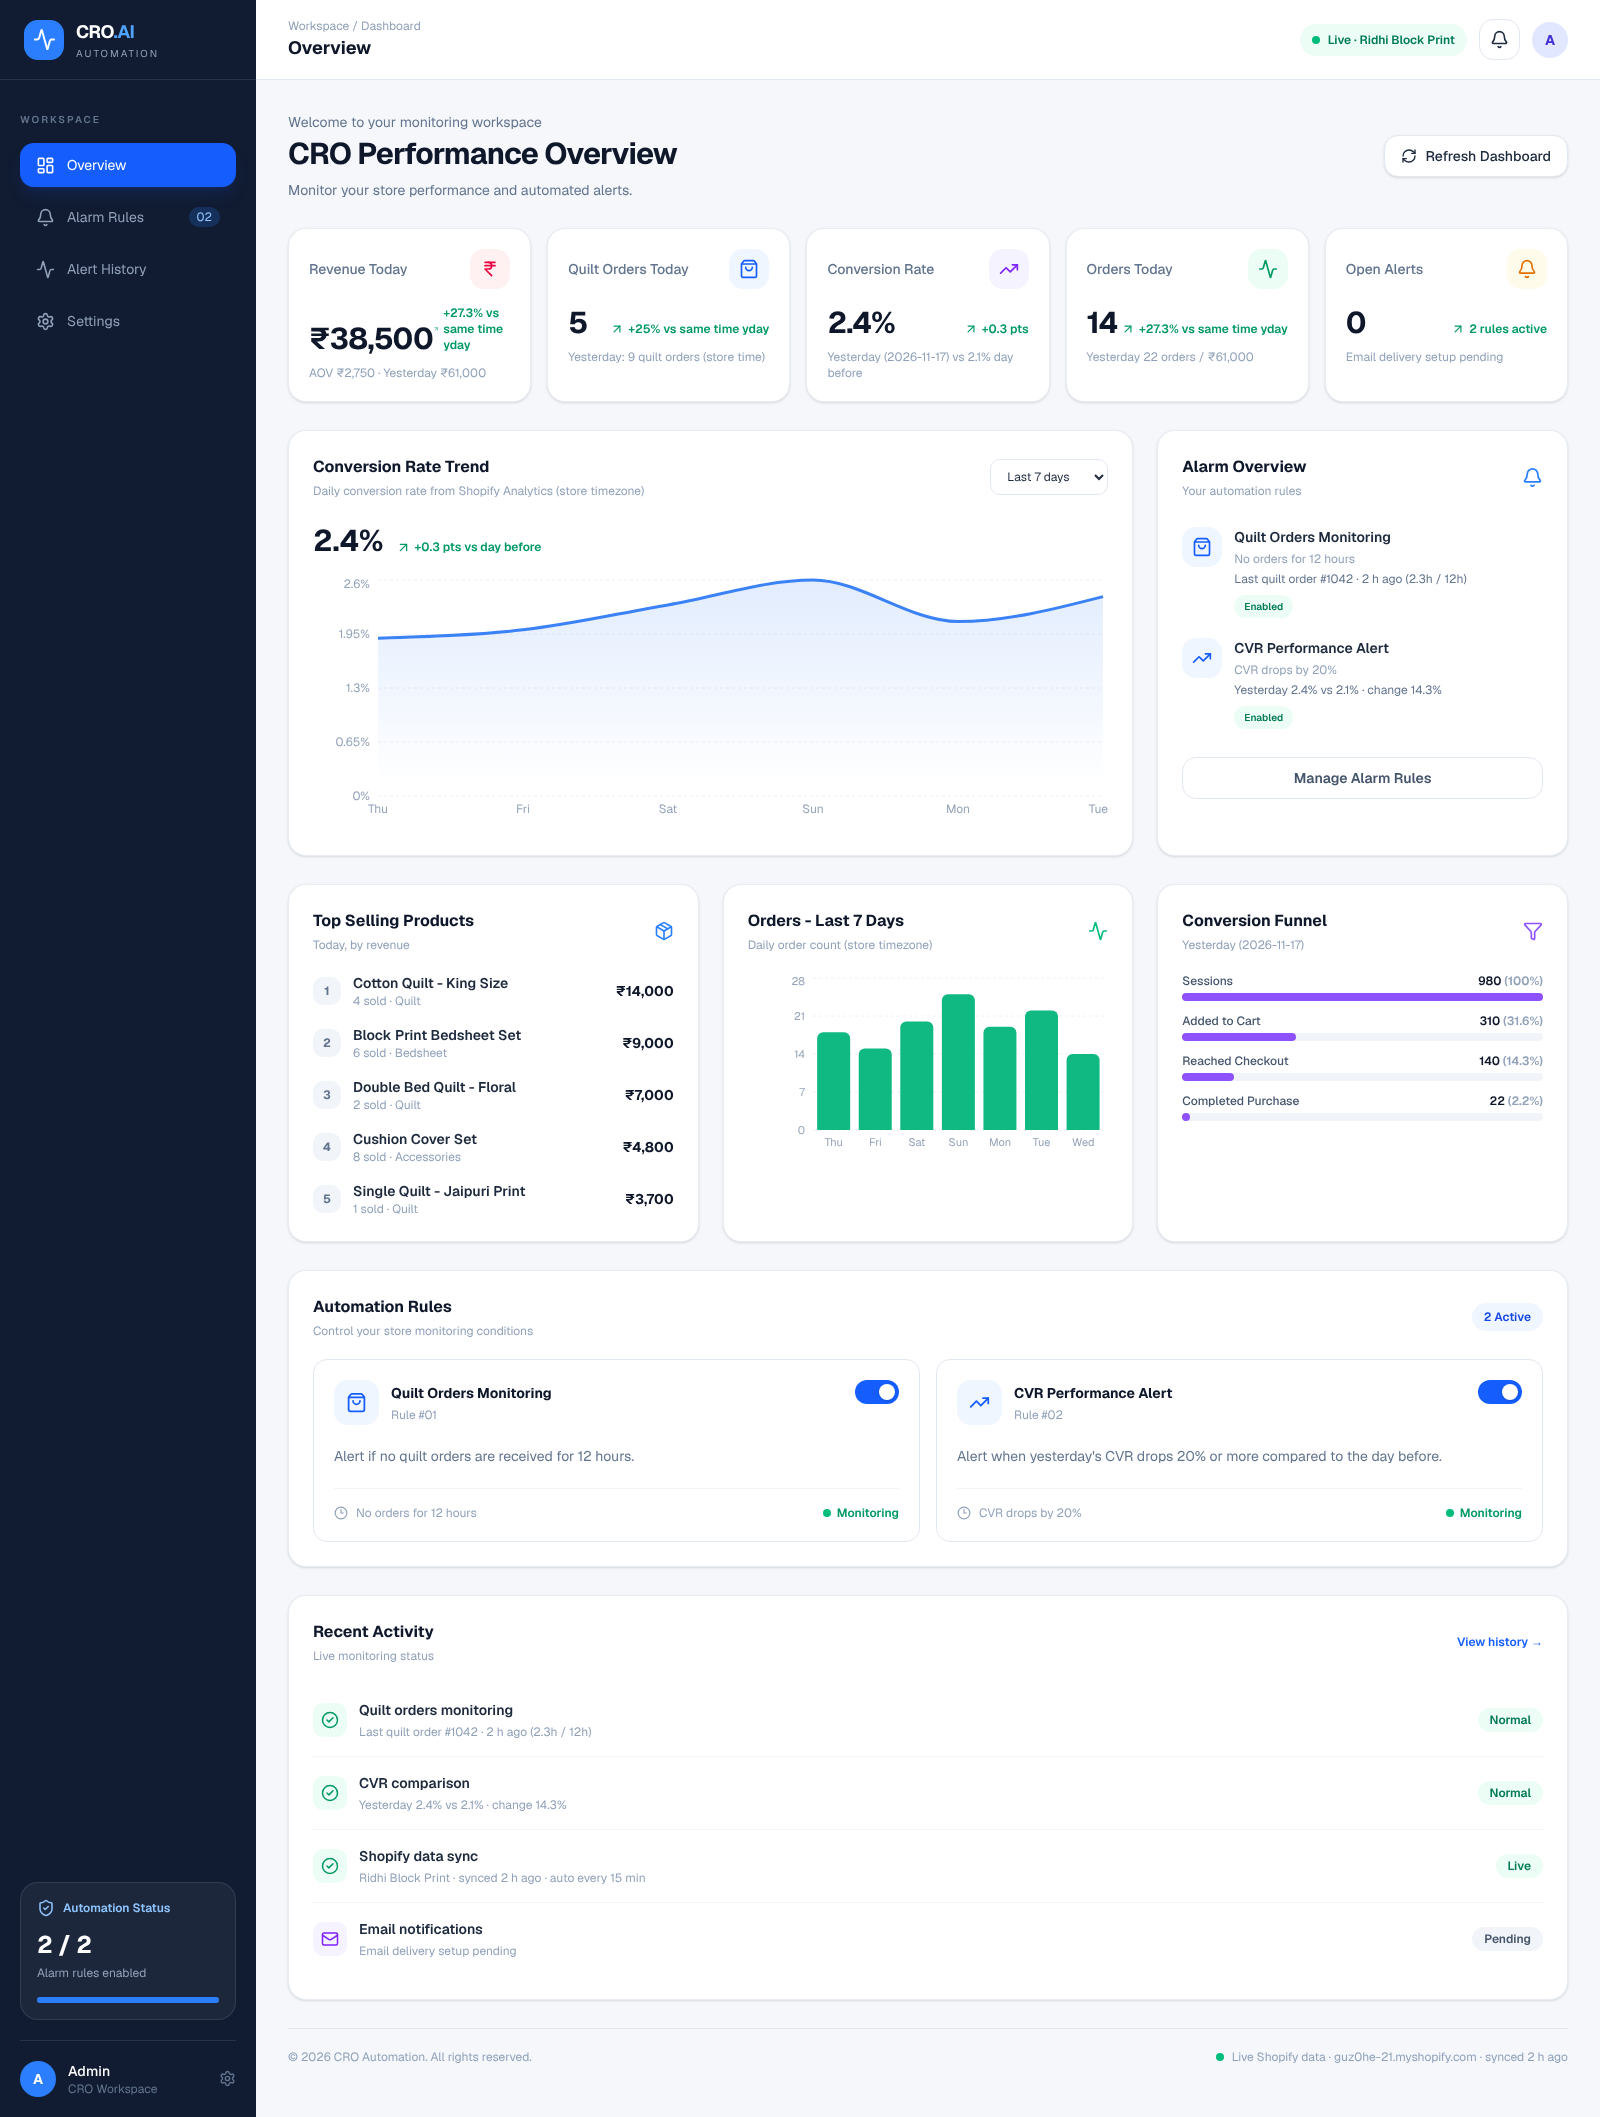 CRO.AI
AUTOMATION
WORKSPACE
Overview
Alarm Rules 02
Alert History
Settings
Automation Status
2 / 2
Alarm rules enabled
A
Admin
CRO Workspace
Workspace / Dashboard
Overview
Live · Ridhi Block Print
A
Welcome to your monitoring workspace
CRO Performance Overview
Monitor your store performance and automated alerts.
Refresh Dashboard
Revenue Today
₹
₹38,500
+27.3% vs
same time
yday
AOV ₹2,750 · Yesterday ₹61,000
Quilt Orders Today
5 +25% vs same time yday
Yesterday: 9 quilt orders (store time)
Conversion Rate
2.4% +0.3 pts
Yesterday (2026-11-17) vs 2.1% day
before
Orders Today
14 +27.3% vs same time yday
Yesterday 22 orders / ₹61,000
Open Alerts
0 2 rules active
Email delivery setup pending
Conversion Rate Trend
Daily conversion rate from Shopify Analytics (store timezone)
Last 7 days
2.4% +0.3 pts vs day before
2.6%
1.95%
1.3%
0.65%
0%
Thu Fri Sat Sun Mon Tue
Alarm Overview
Your automation rules
Quilt Orders Monitoring
No orders for 12 hours
Last quilt order #1042 · 2 h ago (2.3h / 12h)
Enabled
CVR Performance Alert
CVR drops by 20%
Yesterday 2.4% vs 2.1% · change 14.3%
Enabled
Manage Alarm Rules
Top Selling Products
Today, by revenue
1 Cotton Quilt - King Size ₹14,000
4 sold · Quilt
2 Block Print Bedsheet Set ₹9,000
6 sold · Bedsheet
3 Double Bed Quilt - Floral ₹7,000
2 sold · Quilt
4 Cushion Cover Set ₹4,800
8 sold · Accessories
5 Single Quilt - Jaipuri Print ₹3,700
1 sold · Quilt
Orders - Last 7 Days
Daily order count (store timezone)
28
21
14
7
0
Thu Fri Sat Sun Mon Tue Wed
Conversion Funnel
Yesterday (2026-11-17)
Sessions 980 (100%)
Added to Cart 310 (31.6%)
Reached Checkout 140 (14.3%)
Completed Purchase 22 (2.2%)
Automation Rules
Control your store monitoring conditions
2 Active
Quilt Orders Monitoring
Rule #01
Alert if no quilt orders are received for 12 hours.
No orders for 12 hours Monitoring
CVR Performance Alert
Rule #02
Alert when yesterday's CVR drops 20% or more compared to the day before.
CVR drops by 20% Monitoring
Recent Activity
Live monitoring status
View history →
Quilt orders monitoring
Last quilt order #1042 · 2 h ago (2.3h / 12h)
Normal
CVR comparison
Yesterday 2.4% vs 2.1% · change 14.3%
Normal
Shopify data sync
Ridhi Block Print · synced 2 h ago · auto every 15 min
Live
Email notifications
Email delivery setup pending
Pending
© 2026 CRO Automation. All rights reserved.
Live Shopify data · guz0he-21.myshopify.com · synced 2 h ago